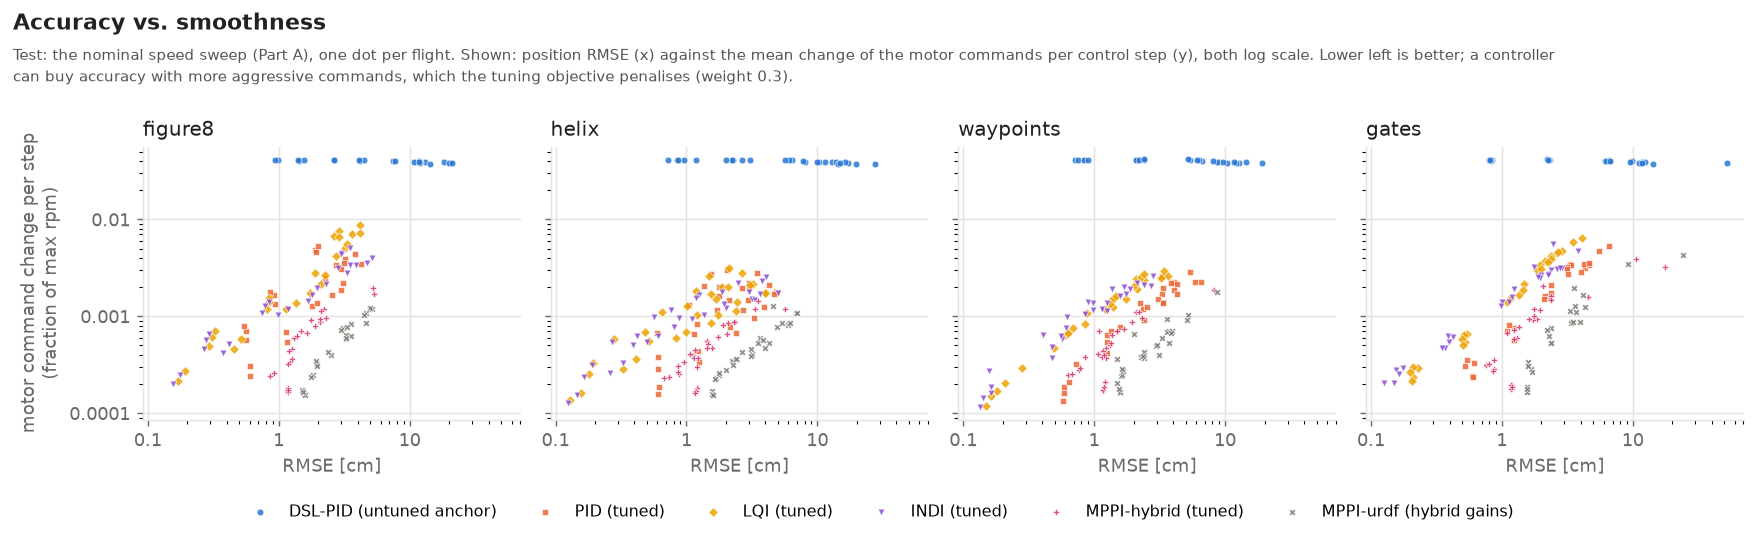 Accuracy vs. smoothness
Test: the nominal speed sweep (Part A), one dot per flight. Shown: position RMSE (x) against the mean change of the motor commands per control step (y), both log scale. Lower left is better; a controller
can buy accuracy with more aggressive commands, which the tuning objective penalises (weight 0.3).
figure8 helix waypoints gates
motor command change per step
(fraction of max rpm)
0.01
0.001
0.0001
0.1 1 10 0.1 1 10 0.1 1 10 0.1 1 10
RMSE [cm] RMSE [cm] RMSE [cm] RMSE [cm]
DSL-PID (untuned anchor) PID (tuned) LQI (tuned) INDI (tuned) MPPI-hybrid (tuned) MPPI-urdf (hybrid gains)